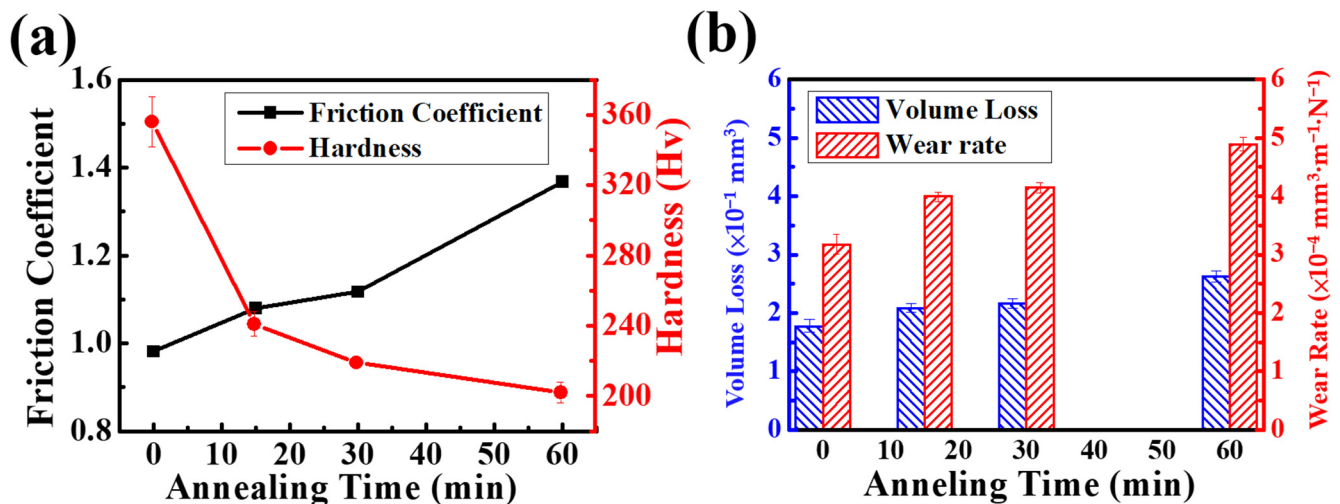 (a)
Friction Coefficient
1.6
1.4
1.2
1.0
0.8
Friction Coefficient
Hardness
360
320
280
240
200
Hardness (Hv)
0 10 20 30 40 50 60
Annealing Time (min)
(b)
Volume Loss (×10⁻¹ mm³)
6
5
4
3
2
1
0
Volume Loss
Wear rate
6
5
4
3
2
1
0
Wear Rate (×10⁻⁴ mm³·m⁻¹·N⁻¹)
0 10 20 30 40 50 60
Anneling Time (min)